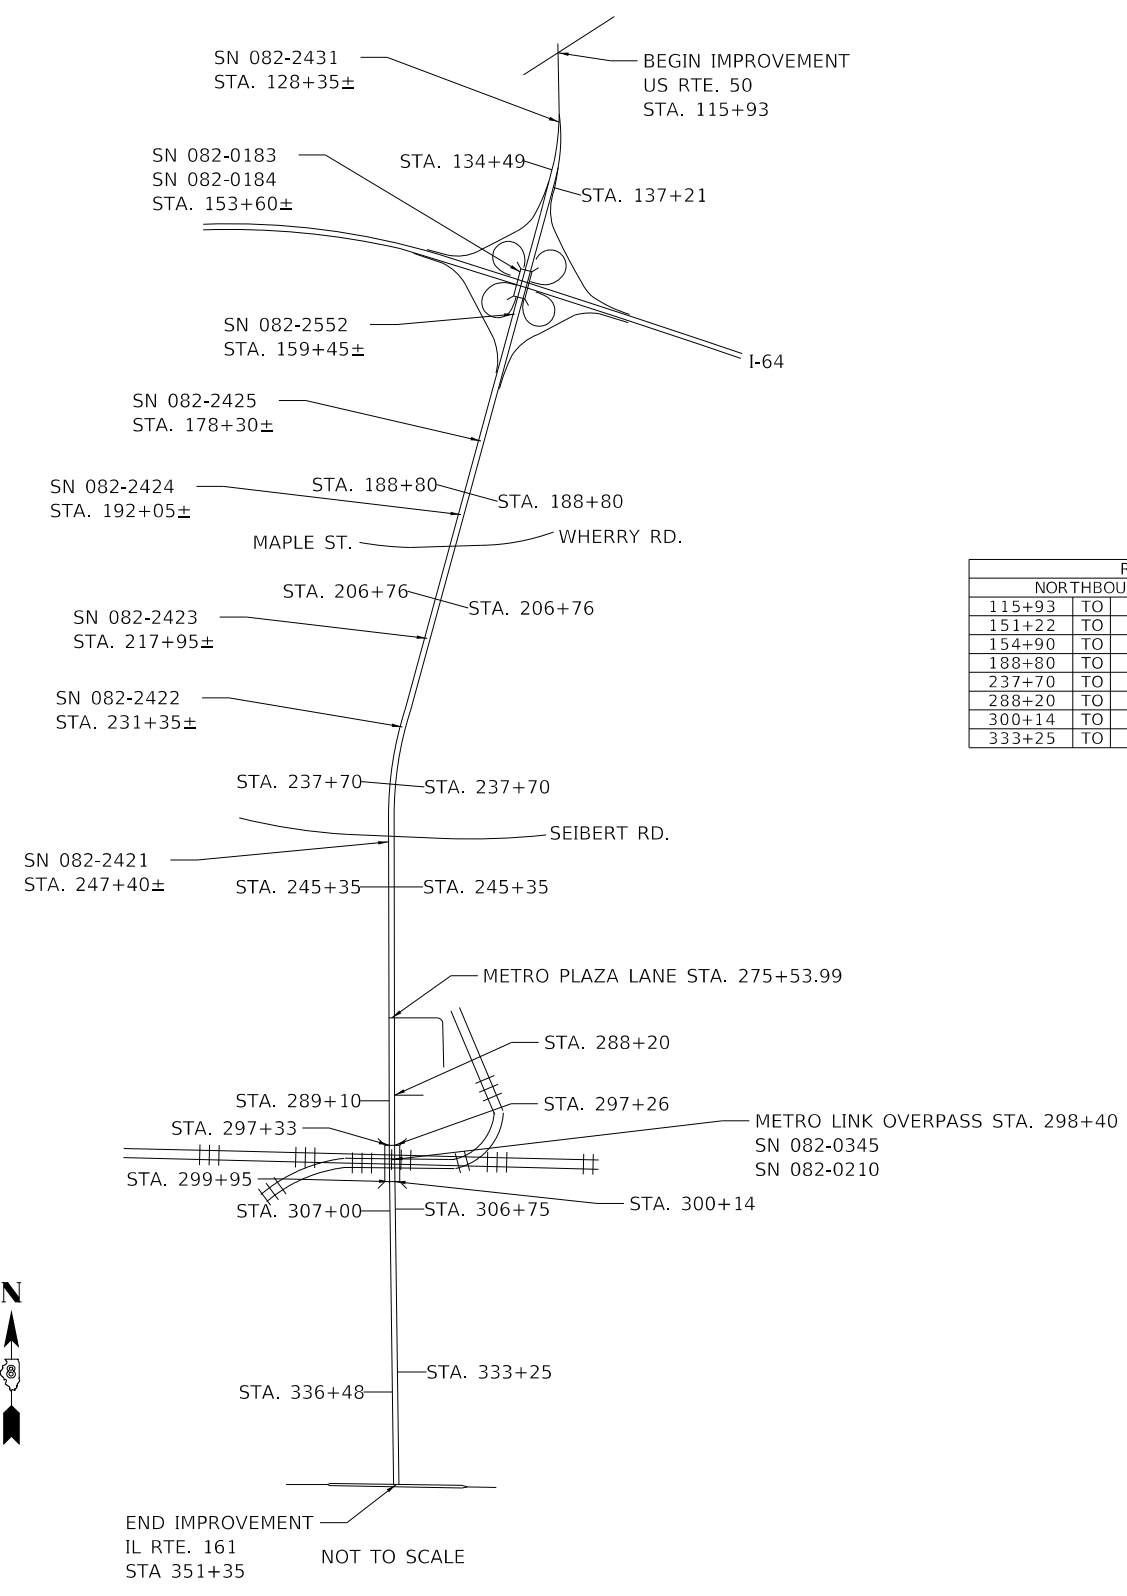 SN 082-2431
STA. 128+35±
BEGIN IMPROVEMENT
US RTE. 50
STA. 115+93
SN 082-0183
SN 082-0184
STA. 153+60±
STA. 134+49
STA. 137+21
SN 082-2552
STA. 159+45±
I-64
SN 082-2425
STA. 178+30±
SN 082-2424
STA. 192+05±
STA. 188+80
STA. 188+80
MAPLE ST.
WHERRY RD.
STA. 206+76
STA. 206+76
SN 082-2423
STA. 217+95±
R
NORTHBOU
115+93 TO
151+22 TO
154+90 TO
188+80 TO
237+70 TO
288+20 TO
300+14 TO
333+25 TO
SN 082-2422
STA. 231+35±
STA. 237+70
STA. 237+70
SEIBERT RD.
SN 082-2421
STA. 247+40±
STA. 245+35
STA. 245+35
METRO PLAZA LANE STA. 275+53.99
STA. 288+20
STA. 289+10
STA. 297+26
STA. 297+33
METRO LINK OVERPASS STA. 298+40
SN 082-0345
SN 082-0210
STA. 299+95
STA. 300+14
STA. 307+00
STA. 306+75
N
8
STA. 333+25
STA. 336+48
END IMPROVEMENT
IL RTE. 161
STA 351+35
NOT TO SCALE